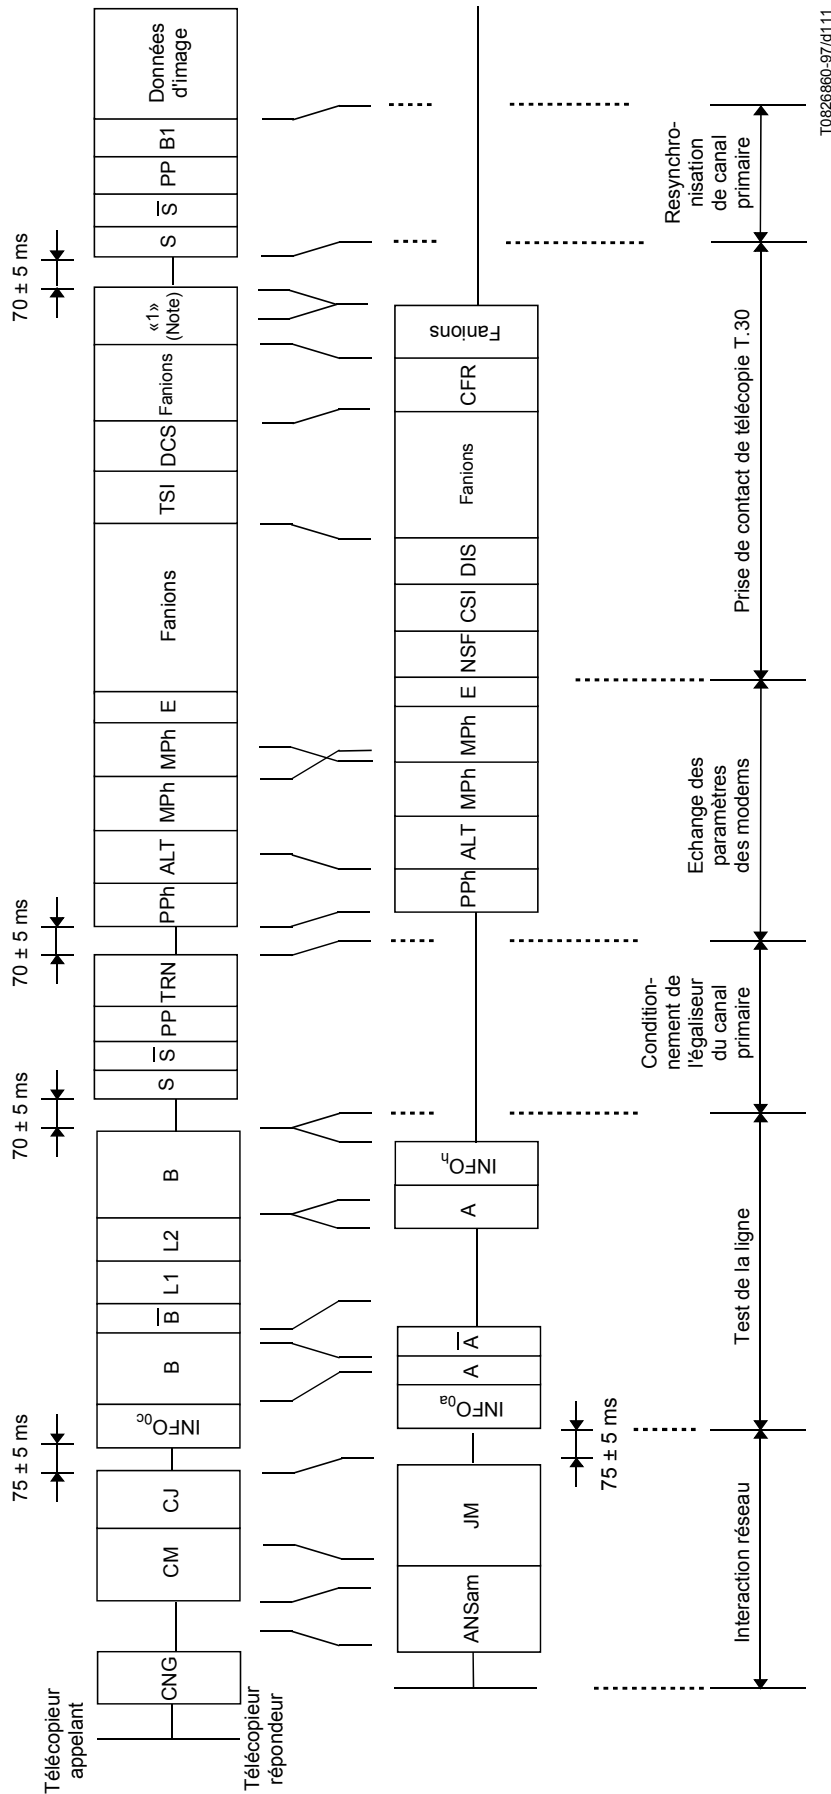 Télécopieur
appelant
CNG
CM
CJ
75 ± 5 ms
INFO0c
B
B̅
L1
L2
B
70 ± 5 ms
S
S̅
PP
TRN
70 ± 5 ms
PPh
ALT
MPh
MPh
E
Fanions
TSI
DCS
Fanions
«1»
(Note)
70 ± 5 ms
S
S̅
PP
B1
Données
d'image
Télécopieur
répondeur
ANSam
JM
75 ± 5 ms
INFO0a
A
A̅
A
INFOh
PPh
ALT
MPh
MPh
E
NSF
CSI
DIS
Fanions
CFR
Fanions
Interaction réseau
Test de la ligne
Condition-
nement de
l'égaliseur
du canal
primaire
Echange des
paramètres
des modems
Prise de contact de télécopie T.30
Resynchro-
nisation
de canal
primaire
T0826860-97/d111